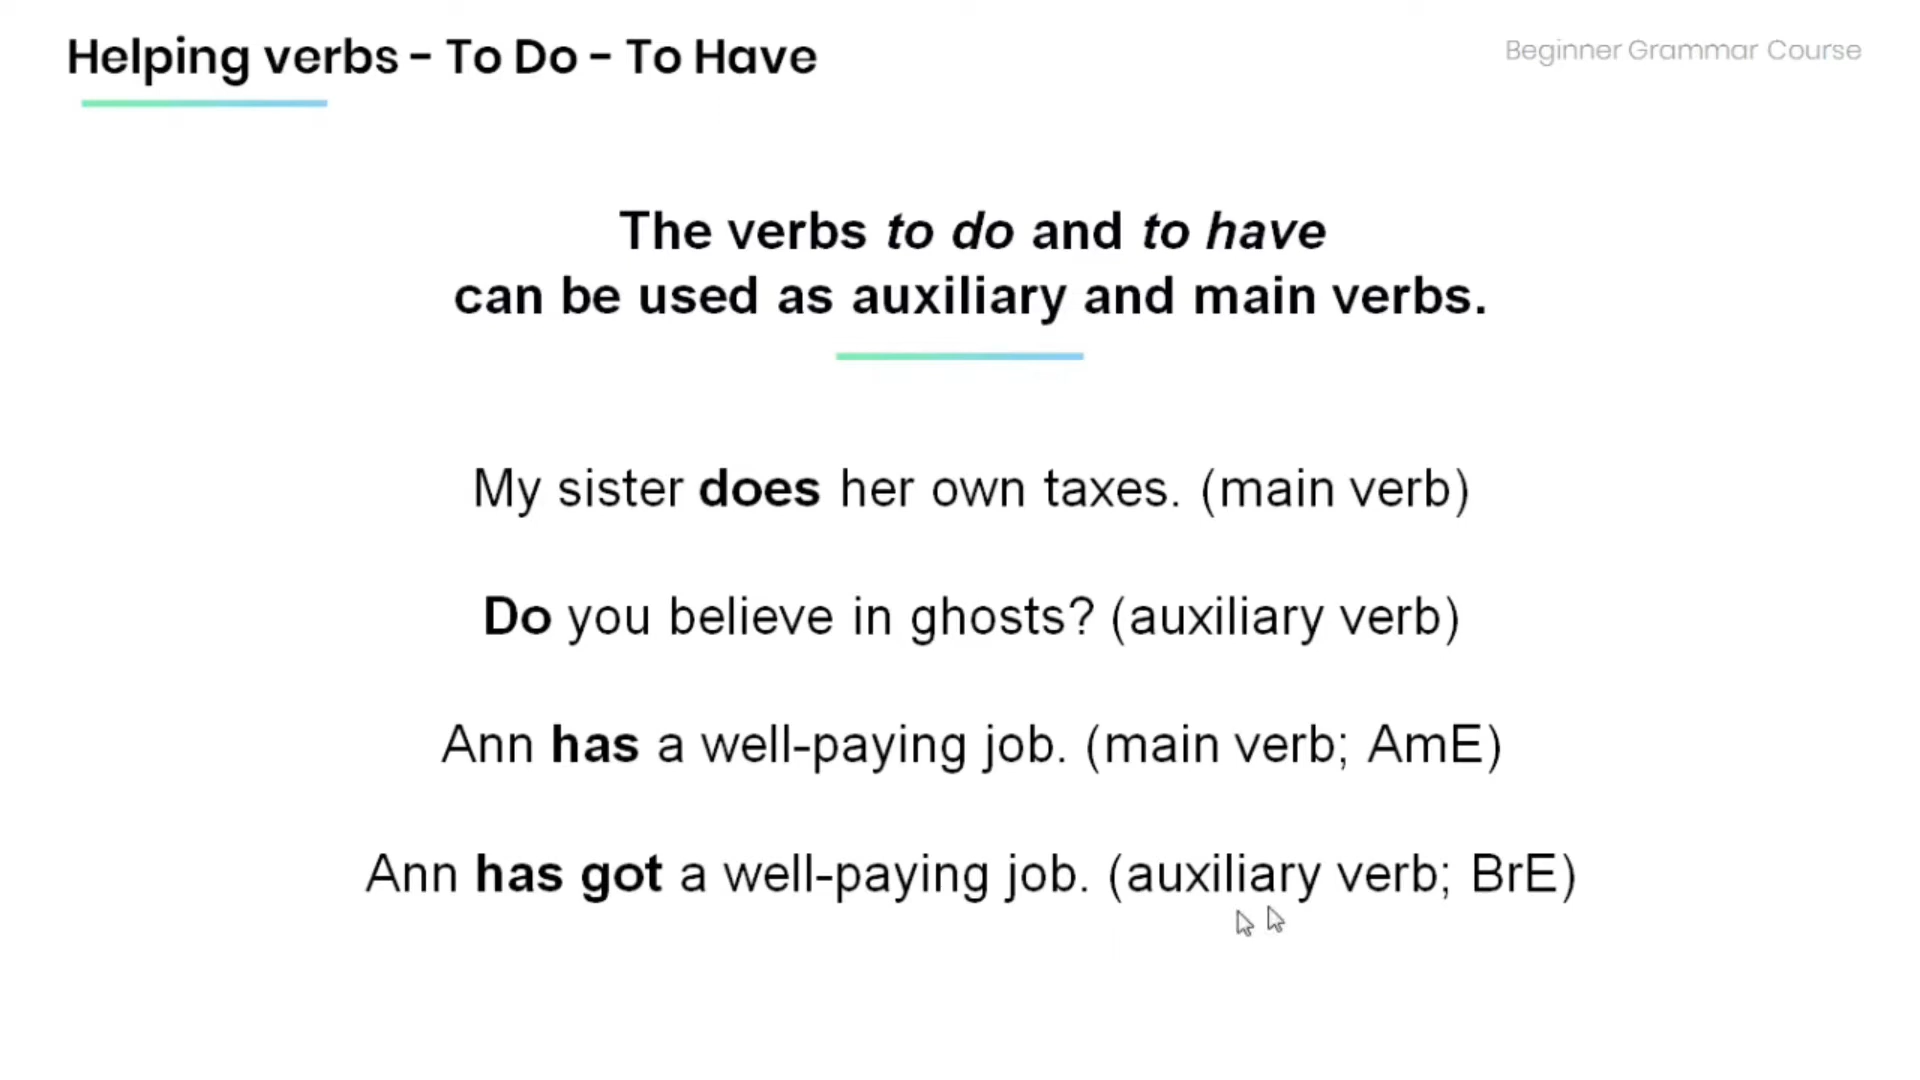 Helping verbs – To Do – To Have
Beginner Grammar Course
The verbs to do and to have
can be used as auxiliary and main verbs.
My sister does her own taxes. (main verb)
Do you believe in ghosts? (auxiliary verb)
Ann has a well-paying job. (main verb; AmE)
Ann has got a well-paying job. (auxiliary verb; BrE)